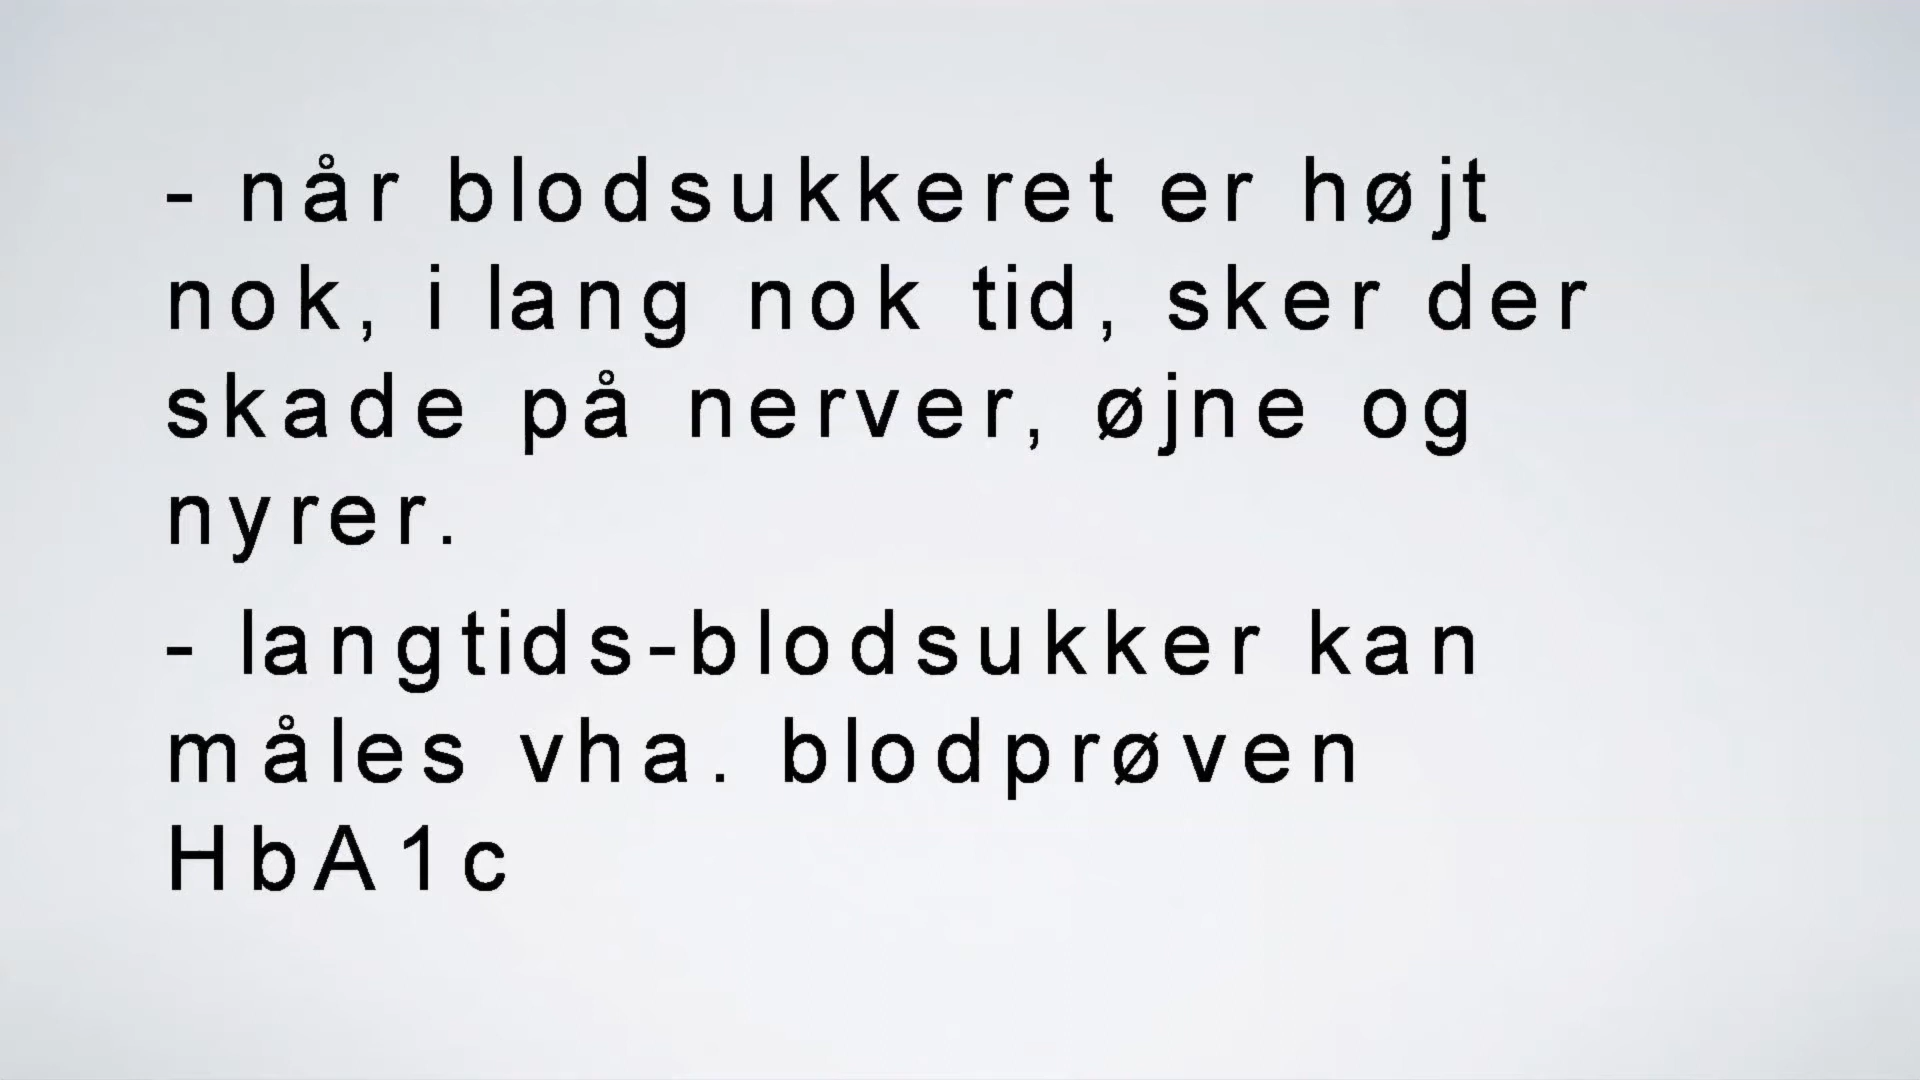 - når blodsukkeret er højt
nok, i lang nok tid, sker der
skade på nerver, øjne og
nyrer.
- langtids-blodsukker kan
måles vha. blodprøven
HbA1c